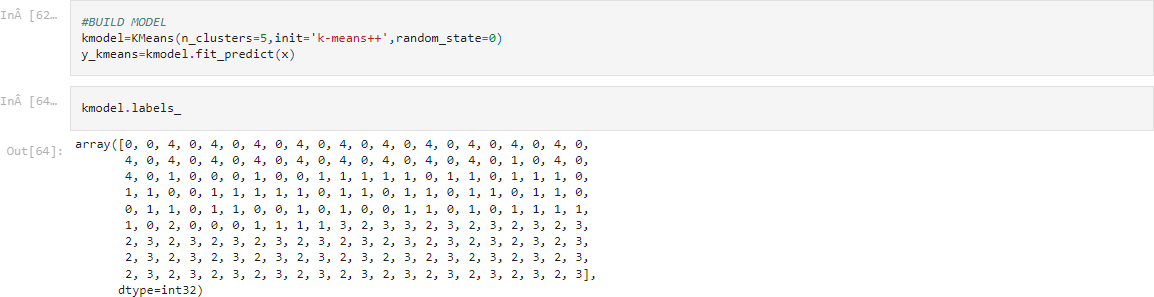 InÂ [62…
#BUILD MODEL
kmodel=KMeans(n_clusters=5,init='k-means++',random_state=0)
y_kmeans=kmodel.fit_predict(x)
InÂ [64…
kmodel.labels_
Out[64]:
array([0, 0, 4, 0, 4, 0, 4, 0, 4, 0, 4, 0, 4, 0, 4, 0, 4, 0, 4, 0, 4, 0,
4, 0, 4, 0, 4, 0, 4, 0, 4, 0, 4, 0, 4, 0, 4, 0, 4, 0, 1, 0, 4, 0,
4, 0, 1, 0, 0, 0, 1, 0, 0, 1, 1, 1, 1, 1, 0, 1, 1, 0, 1, 1, 1, 0,
1, 1, 0, 0, 1, 1, 1, 1, 1, 0, 1, 1, 0, 1, 1, 0, 1, 1, 0, 1, 1, 0,
0, 1, 1, 0, 1, 1, 0, 0, 1, 0, 1, 0, 0, 1, 1, 0, 1, 0, 1, 1, 1, 1,
1, 0, 2, 0, 0, 0, 1, 1, 1, 1, 3, 2, 3, 3, 2, 3, 2, 3, 2, 3, 2, 3,
2, 3, 2, 3, 2, 3, 2, 3, 2, 3, 2, 3, 2, 3, 2, 3, 2, 3, 2, 3, 2, 3,
2, 3, 2, 3, 2, 3, 2, 3, 2, 3, 2, 3, 2, 3, 2, 3, 2, 3, 2, 3, 2, 3,
2, 3, 2, 3, 2, 3, 2, 3, 2, 3, 2, 3, 2, 3, 2, 3, 2, 3, 2, 3, 2, 3],
dtype=int32)